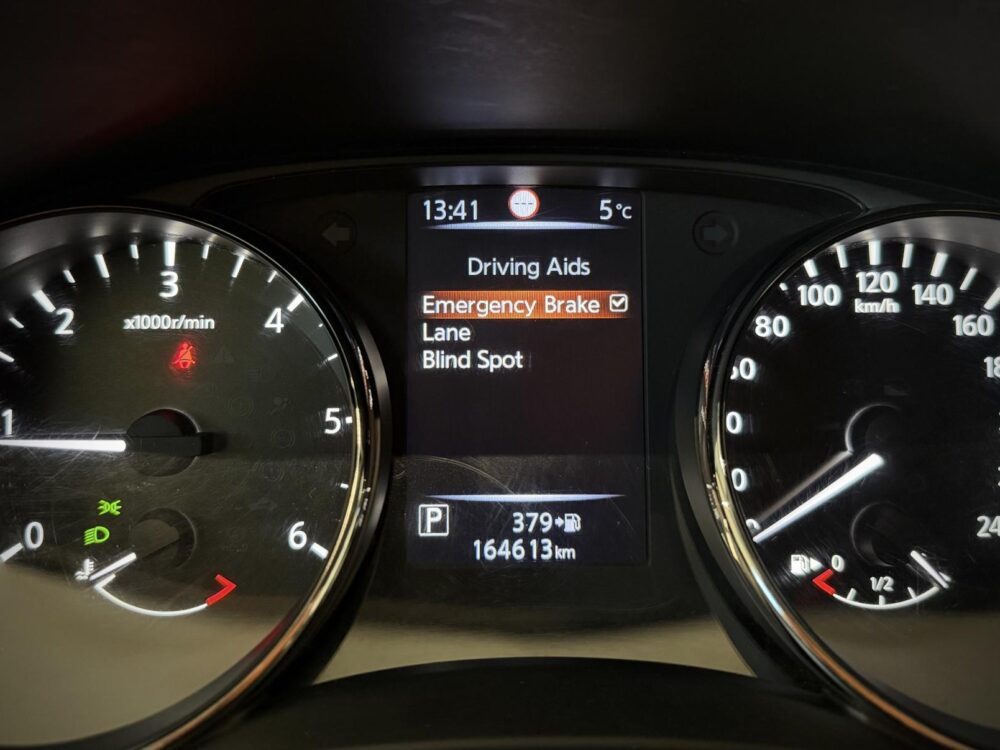 13:41 5°C
Driving Aids
Emergency Brake
Lane
Blind Spot
P 379
164613km
0 1 2 3 4 5 6
x1000r/min
80 100 120 140 160
km/h
0 1/2